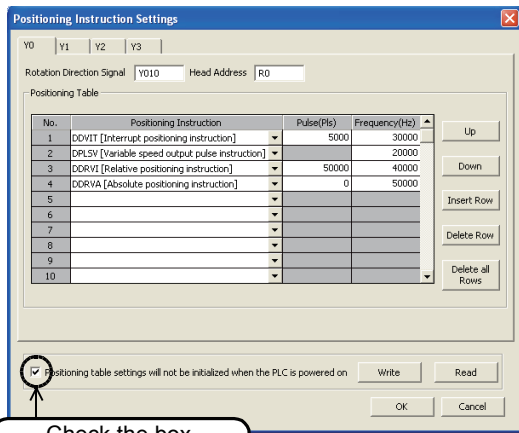 Positioning Instruction Settings
Y0 Y1 Y2 Y3
Rotation Direction Signal Y010 Head Address R0
Positioning Table
No. Positioning Instruction Pulse(Pls) Frequency(Hz)
1 DDVIT [Interrupt positioning instruction] 5000 30000
2 DPLSV [Variable speed output pulse instruction] 20000
3 DDRVI [Relative positioning instruction] 50000 40000
4 DDRVA [Absolute positioning instruction] 0 50000
5
6
7
8
9
10
Up
Down
Insert Row
Delete Row
Delete all
Rows
Positioning table settings will not be initialized when the PLC is powered on Write Read
OK Cancel
Check the box